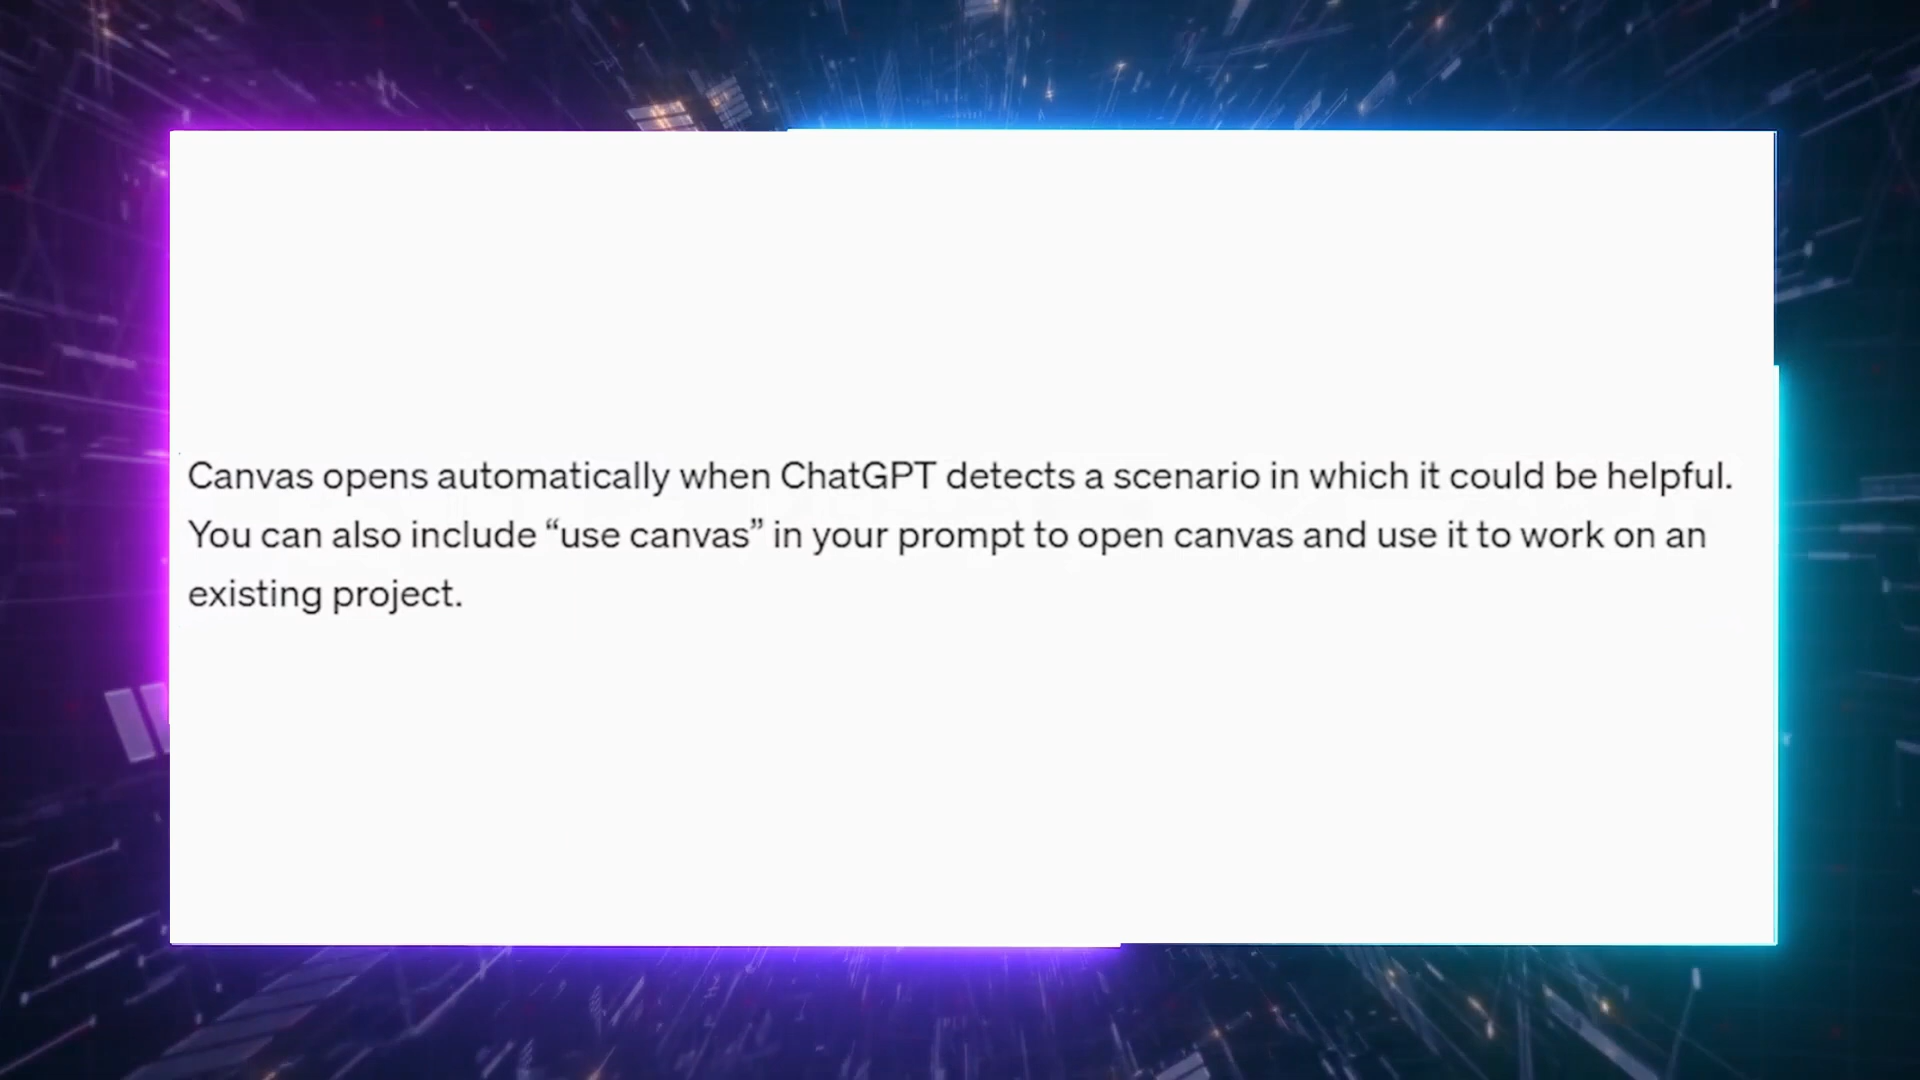 Canvas opens automatically when ChatGPT detects a scenario in which it could be helpful.
You can also include “use canvas” in your prompt to open canvas and use it to work on an
existing project.